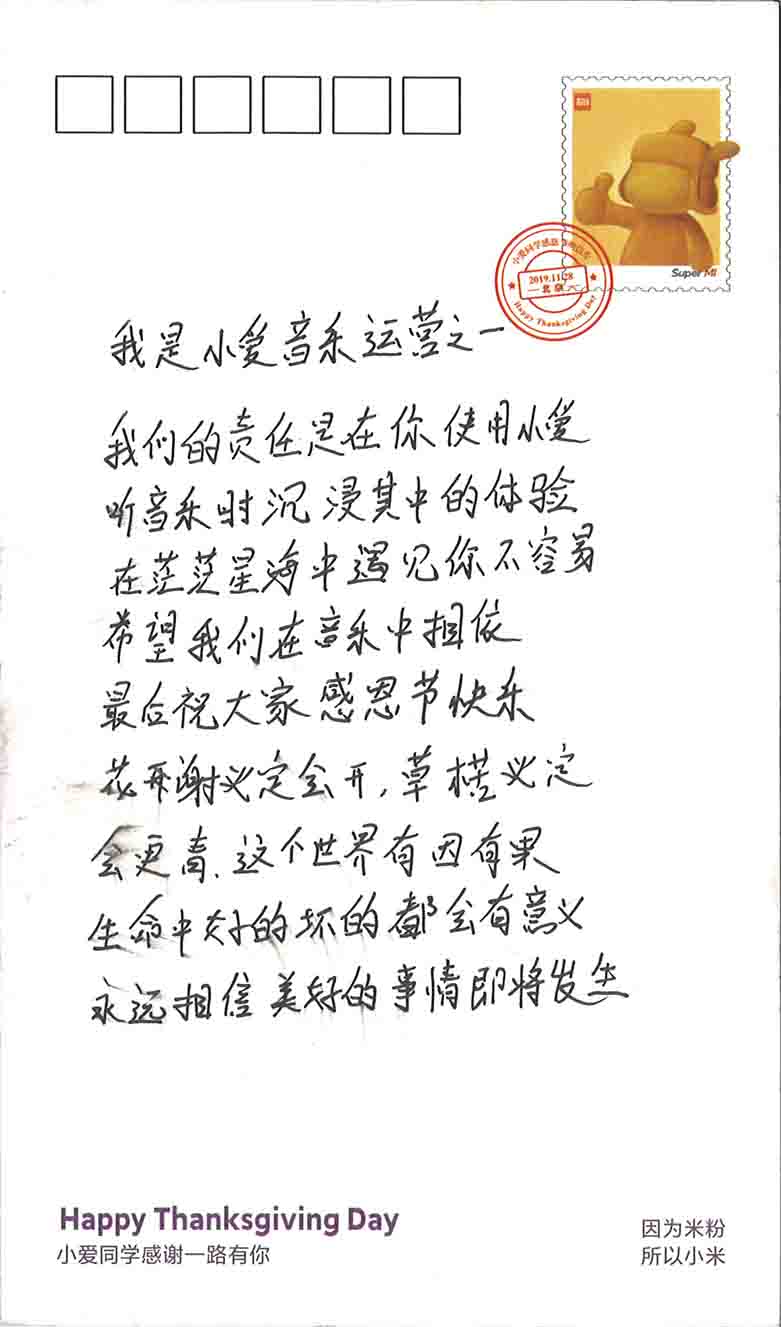 小爱同学感恩
2019.11.28
北京
Happy Thanksgiving Day
Super MI
我是小爱音乐运营之一
我们的责任是在你使用小爱
听音乐时沉浸其中的体验
在茫茫星海中遇见你不容易
希望我们在音乐中相依
最后祝大家感恩节快乐
花开谢必定会开,草枯必定
会更青.这个世界有因有果
生命中好的坏的都会有意义
永远相信美好的事情即将发生
Happy Thanksgiving Day
小爱同学感谢一路有你
因为米粉
所以小米